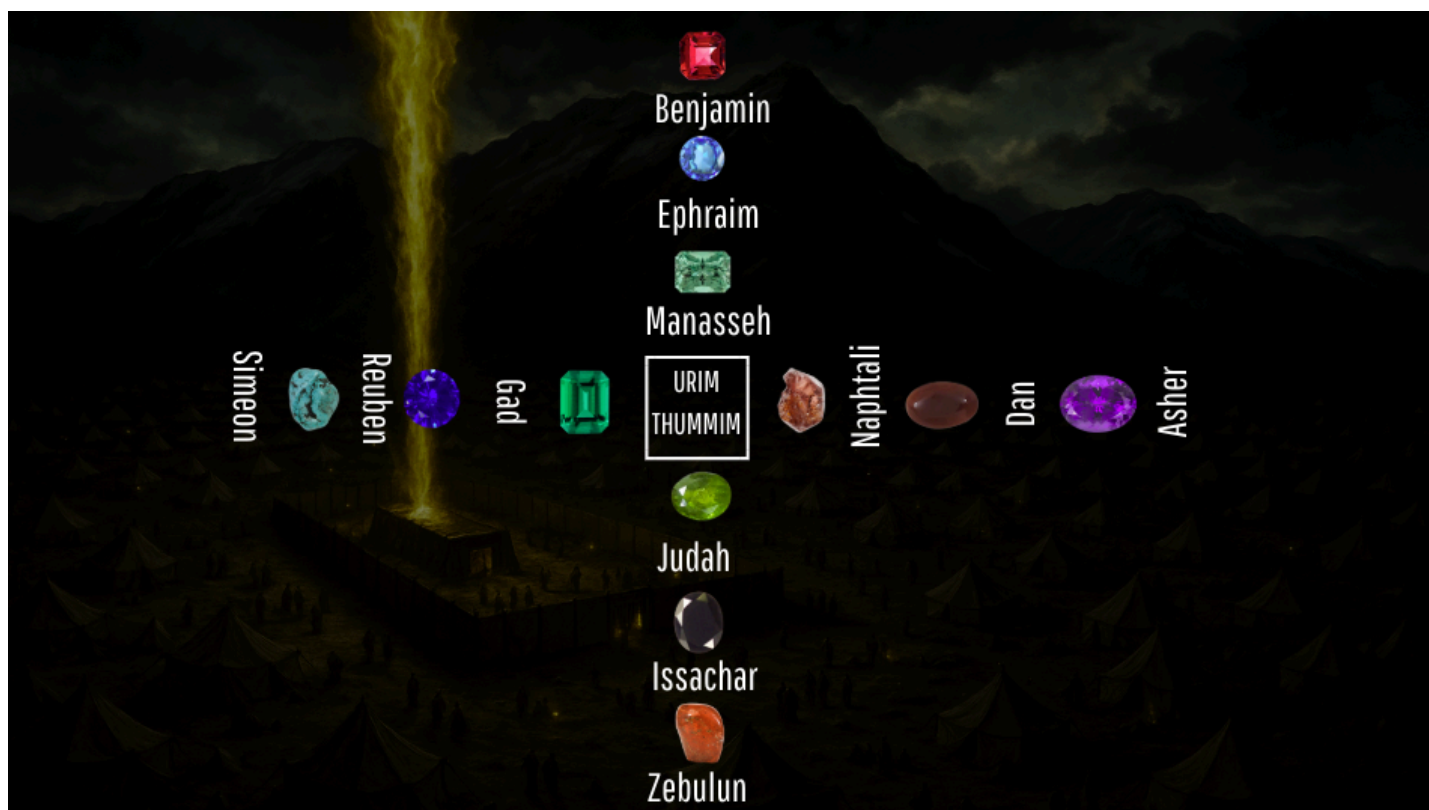 Benjamin
Ephraim
Manasseh
Simeon
Reuben
Gad
URIM
THUMMIM
Naphtali
Dan
Asher
Judah
Issachar
Zebulun